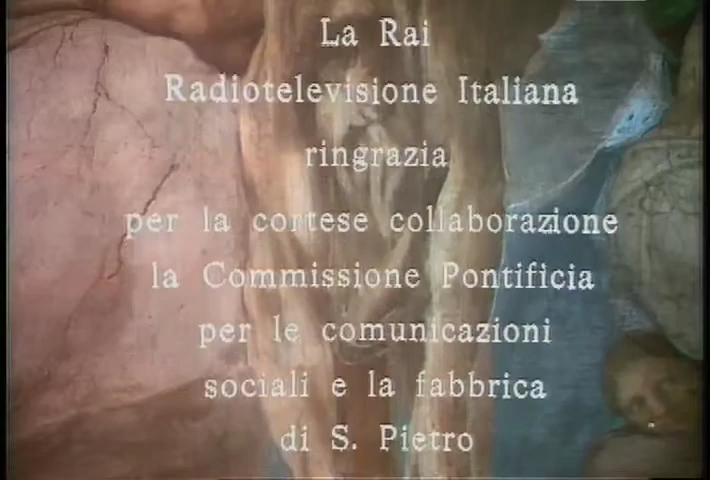 La Rai
Radiotelevisione Italiana
ringrazia
per la cortese collaborazione
la Commissione Pontificia
per le comunicazioni
sociali e la fabbrica
di S. Pietro